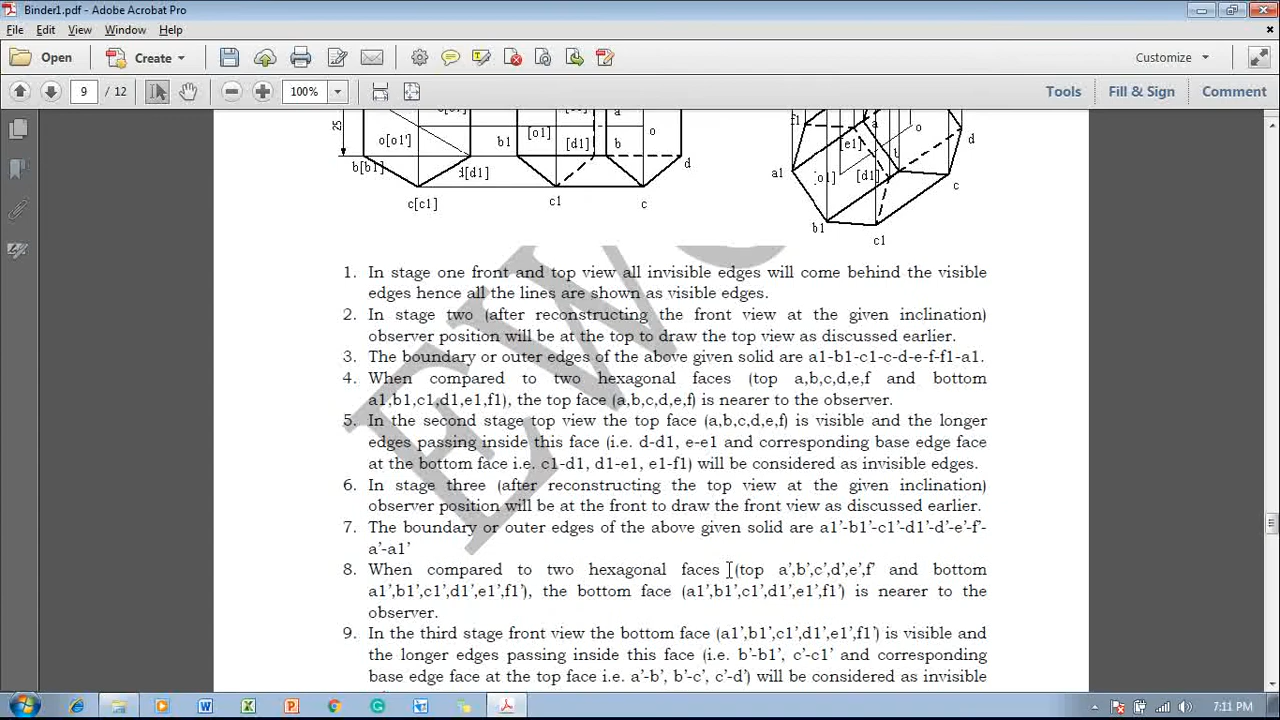 Binder1.pdf - Adobe Acrobat Pro
File Edit View Window Help
Open Create Customize
9 / 12 100% Tools Fill & Sign Comment
25
o[o1']
b[b1]
[d1]
c[c1]
b1
[o1]
[d1]
a
o
b
d
c1
c
f1
a
o
[e1]
d
b
a1
[o1]
[d1]
c
b1
c1
1. In stage one front and top view all invisible edges will come behind the visible
edges hence all the lines are shown as visible edges.
2. In stage two (after reconstructing the front view at the given inclination)
observer position will be at the top to draw the top view as discussed earlier.
3. The boundary or outer edges of the above given solid are a1-b1-c1-c-d-e-f-f1-a1.
4. When compared to two hexagonal faces (top a,b,c,d,e,f and bottom
a1,b1,c1,d1,e1,f1), the top face (a,b,c,d,e,f) is nearer to the observer.
5. In the second stage top view the top face (a,b,c,d,e,f) is visible and the longer
edges passing inside this face (i.e. d-d1, e-e1 and corresponding base edge face
at the bottom face i.e. c1-d1, d1-e1, e1-f1) will be considered as invisible edges.
6. In stage three (after reconstructing the top view at the given inclination)
observer position will be at the front to draw the front view as discussed earlier.
7. The boundary or outer edges of the above given solid are a1’-b1’-c1’-d1’-d’-e’-f’-
a’-a1’
8. When compared to two hexagonal faces (top a’,b’,c’,d’,e’,f’ and bottom
a1’,b1’,c1’,d1’,e1’,f1’), the bottom face (a1’,b1’,c1’,d1’,e1’,f1’) is nearer to the
observer.
9. In the third stage front view the bottom face (a1’,b1’,c1’,d1’,e1’,f1’) is visible and
the longer edges passing inside this face (i.e. b’-b1’, c’-c1’ and corresponding
base edge face at the top face i.e. a’-b’, b’-c’, c’-d’) will be considered as invisible
7:11 PM